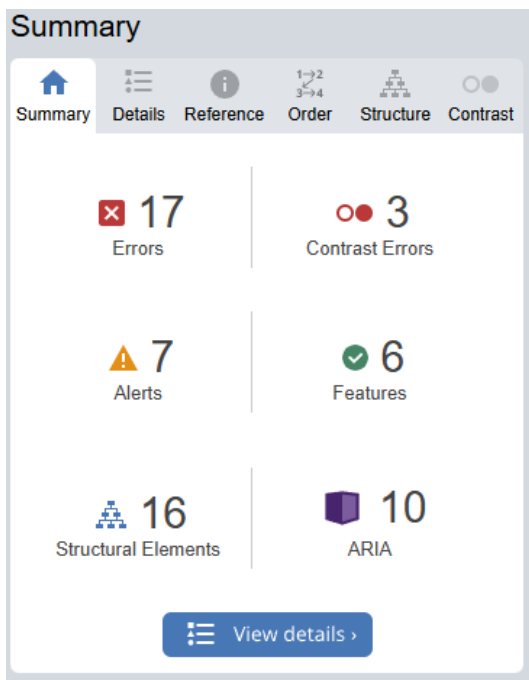 Summary
1→2
3→4
Summary Details Reference Order Structure Contrast
17 3
Errors Contrast Errors
7 6
Alerts Features
16 10
Structural Elements ARIA
View details ›